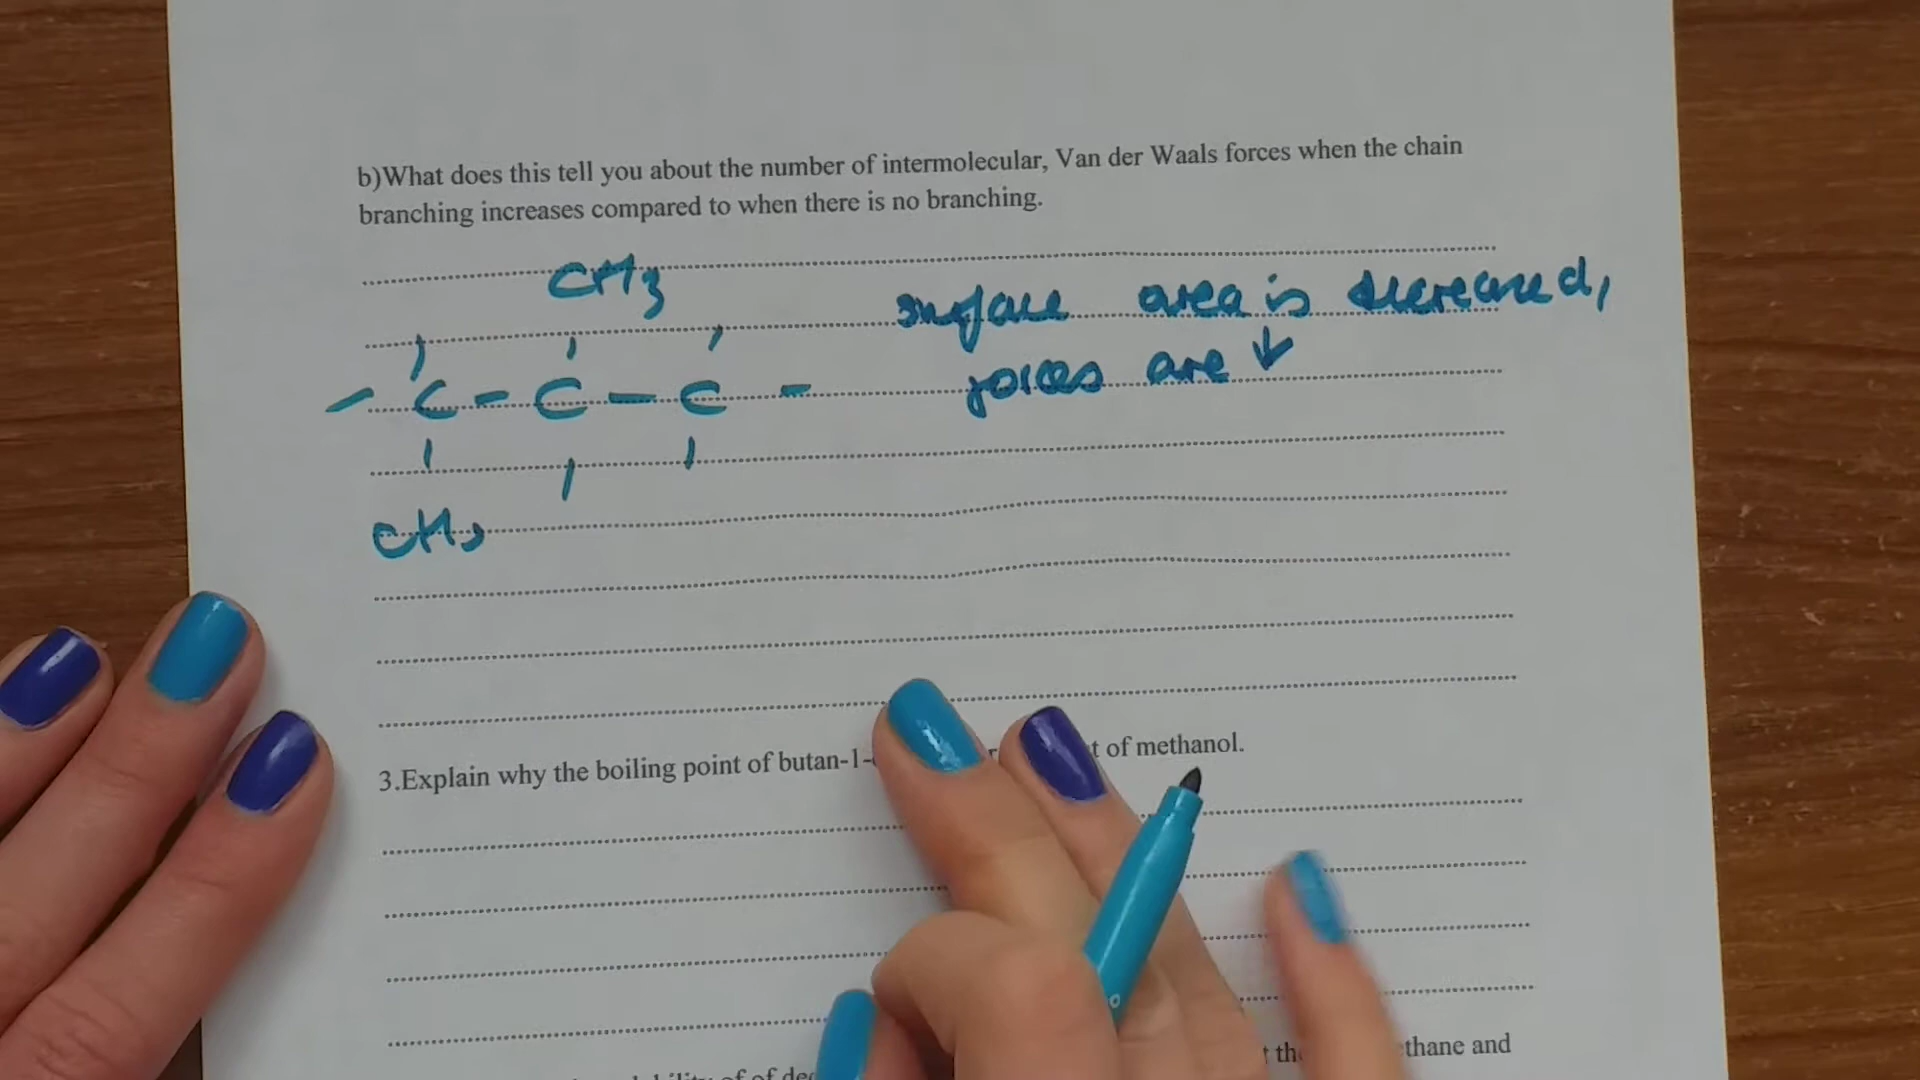 b)What does this tell you about the number of intermolecular, Van der Waals forces when the chain
branching increases compared to when there is no branching.
CH3
surface area is decreased,
forces are ↓
- C - C - C -
CH3
3.Explain why the boiling point of butan-1- t of methanol.
thane and
of